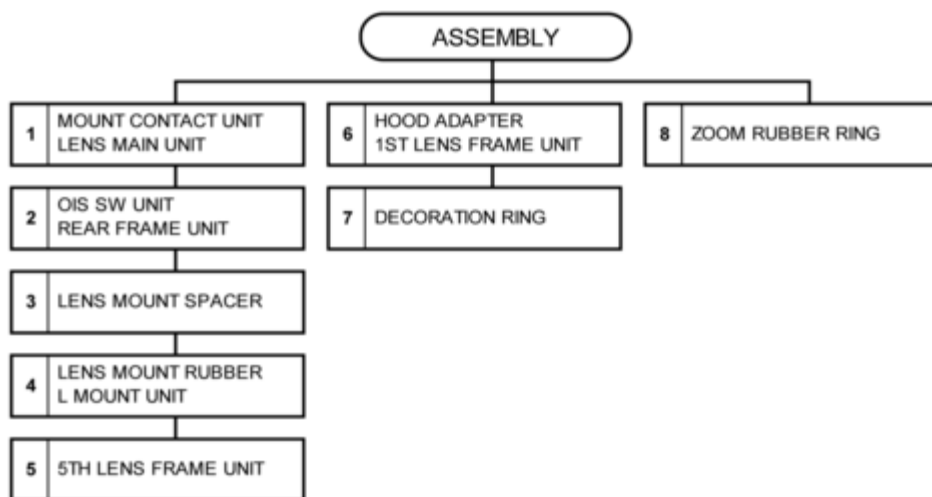 ASSEMBLY
1
MOUNT CONTACT UNIT
LENS MAIN UNIT
2
OIS SW UNIT
REAR FRAME UNIT
3
LENS MOUNT SPACER
4
LENS MOUNT RUBBER
L MOUNT UNIT
5
5TH LENS FRAME UNIT
6
HOOD ADAPTER
1ST LENS FRAME UNIT
7
DECORATION RING
8
ZOOM RUBBER RING